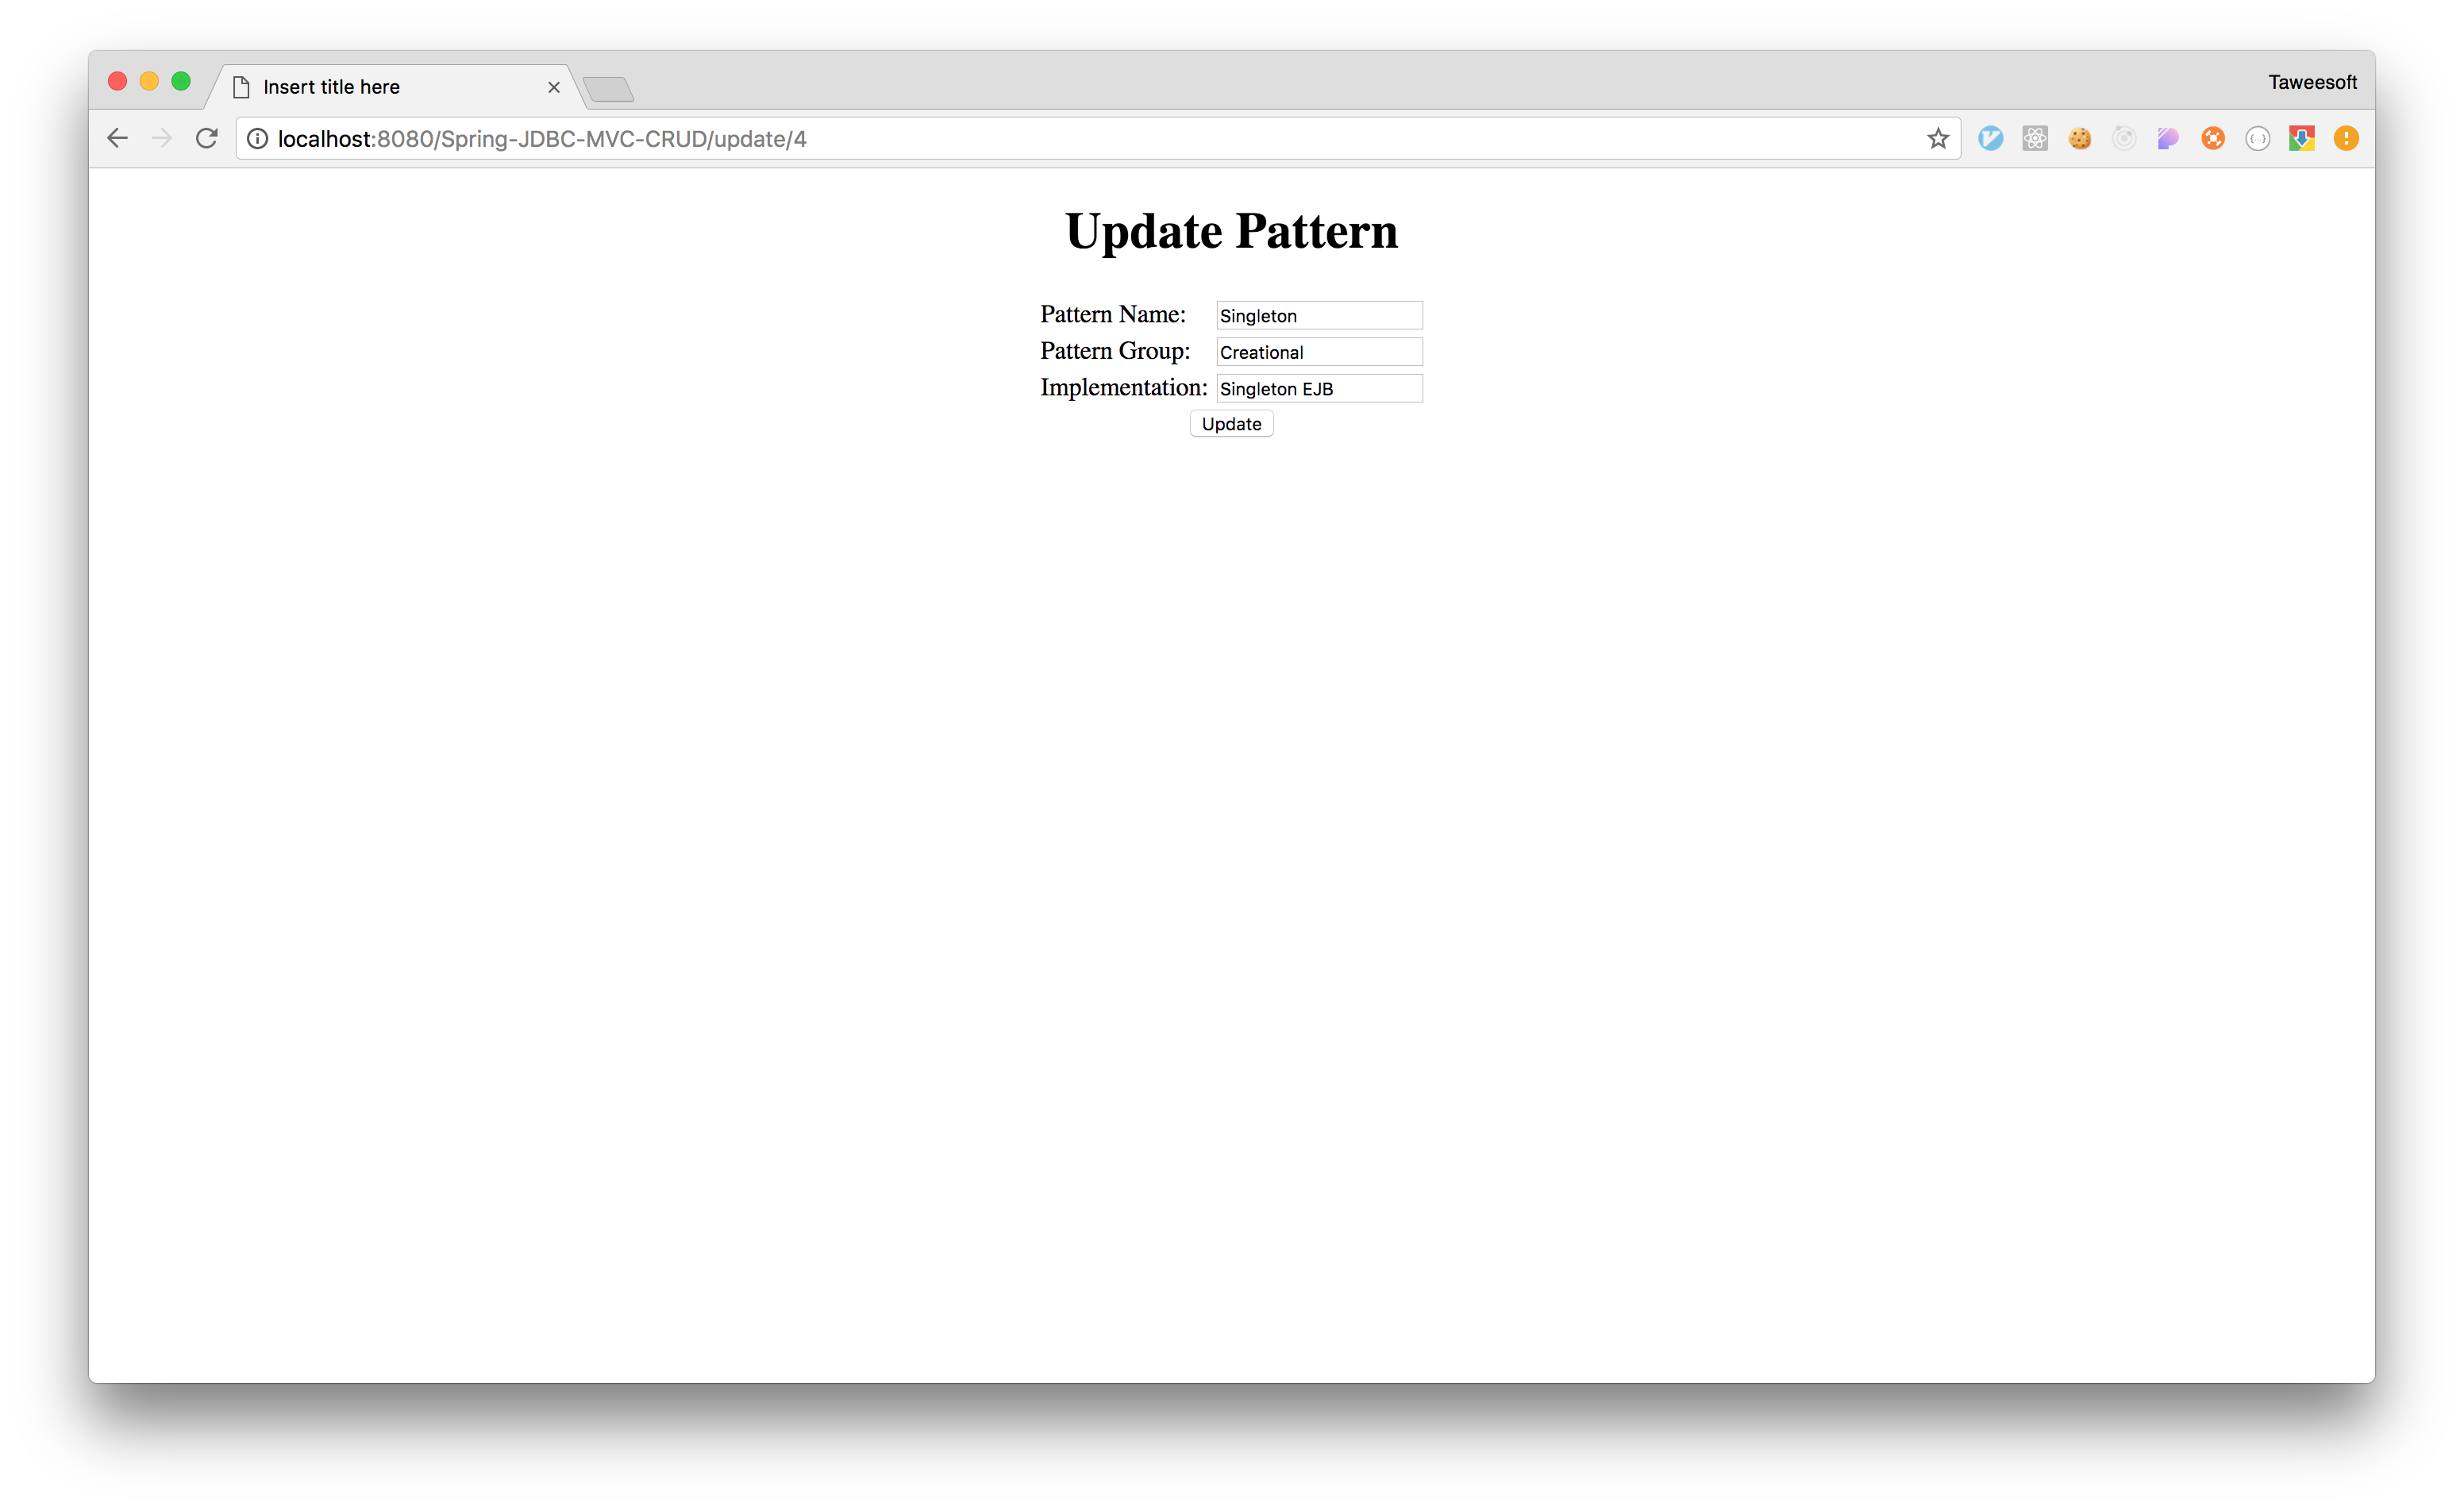 Insert title here
Taweesoft
localhost:8080/Spring-JDBC-MVC-CRUD/update/4
Update Pattern
Pattern Name: Singleton
Pattern Group: Creational
Implementation: Singleton EJB
Update